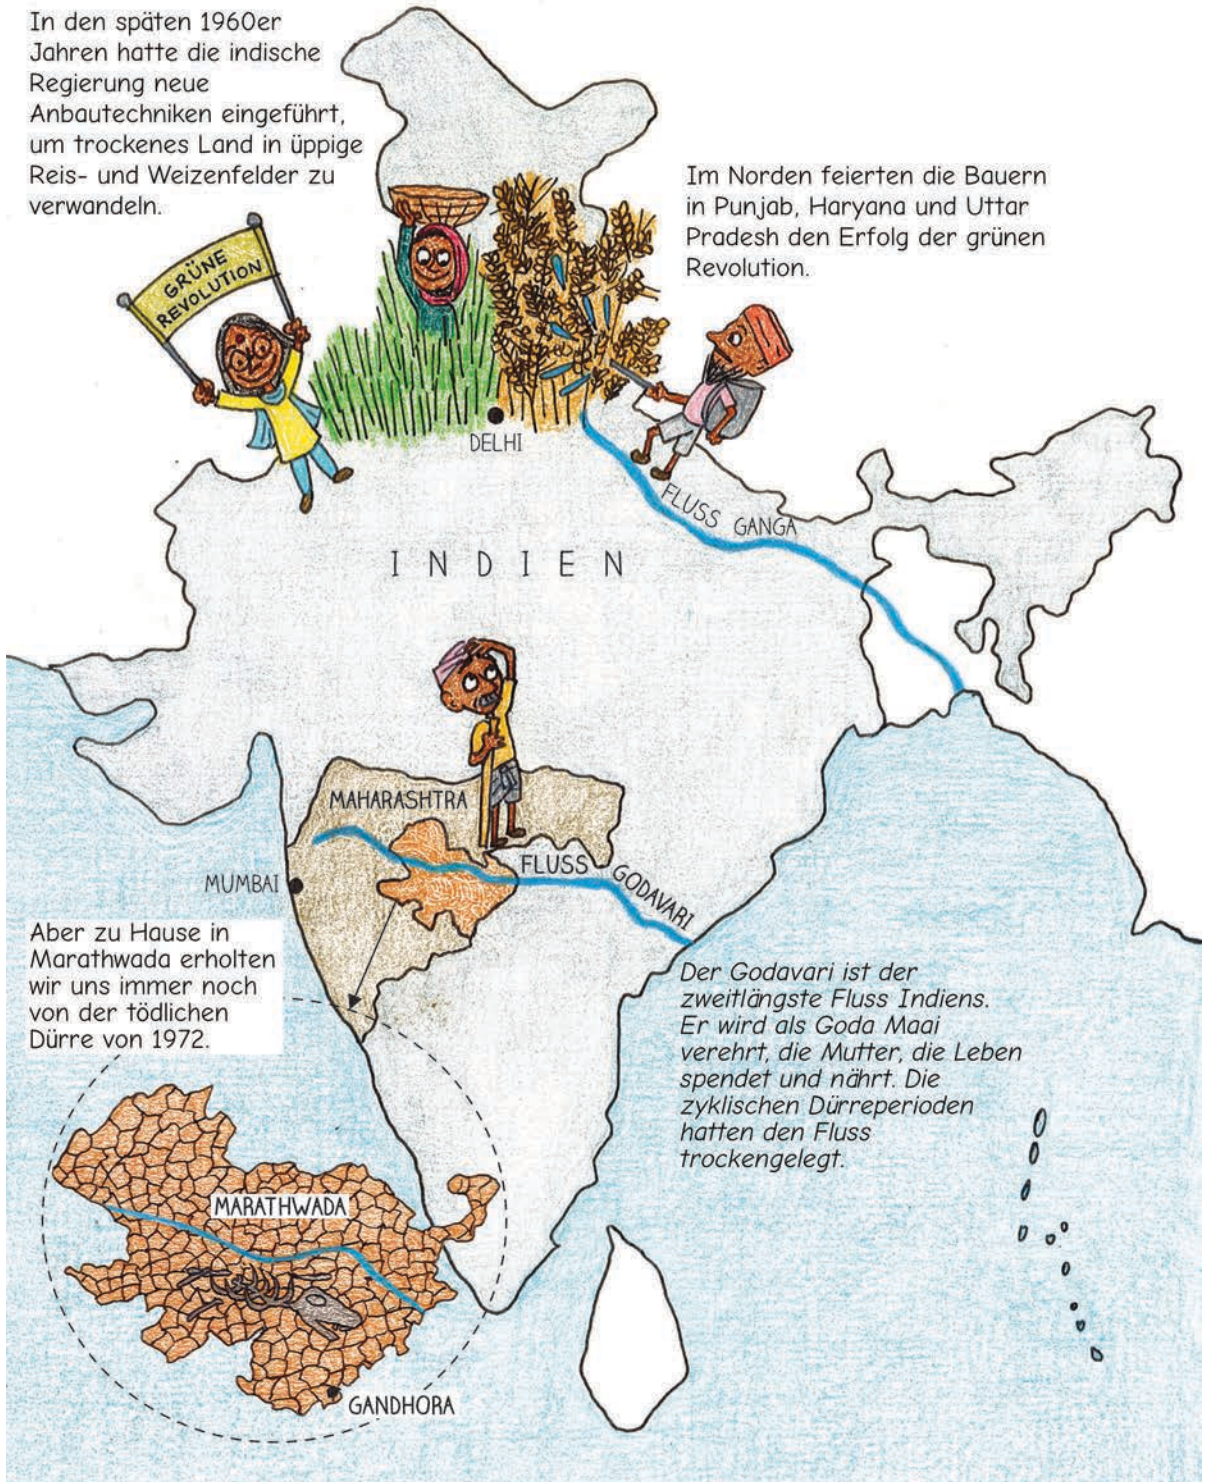 In den späten 1960er
Jahren hatte die indische
Regierung neue
Anbautechniken eingeführt,
um trockenes Land in üppige
Reis- und Weizenfelder zu
verwandeln.
Im Norden feierten die Bauern
in Punjab, Haryana und Uttar
Pradesh den Erfolg der grünen
Revolution.
GRÜNE
REVOLUTION
DELHI
FLUSS GANGA
INDIEN
MAHARASHTRA
FLUSS GODAVARI
MUMBAI
Aber zu Hause in
Marathwada erholten
wir uns immer noch
von der tödlichen
Dürre von 1972.
Der Godavari ist der
zweitlängste Fluss Indiens.
Er wird als Goda Maai
verehrt, die Mutter, die Leben
spendet und nährt. Die
zyklischen Dürreperioden
hatten den Fluss
trockengelegt.
MARATHWADA
GANDHORA